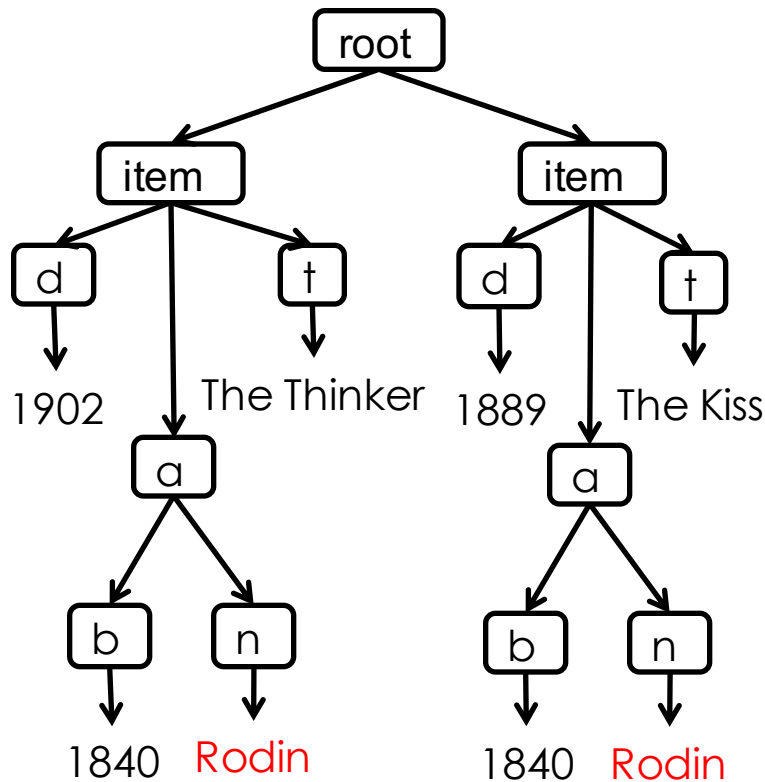 root
item
item
d
t
d
t
1902
The Thinker
1889
The Kiss
a
a
b
n
b
n
1840
Rodin
1840
Rodin